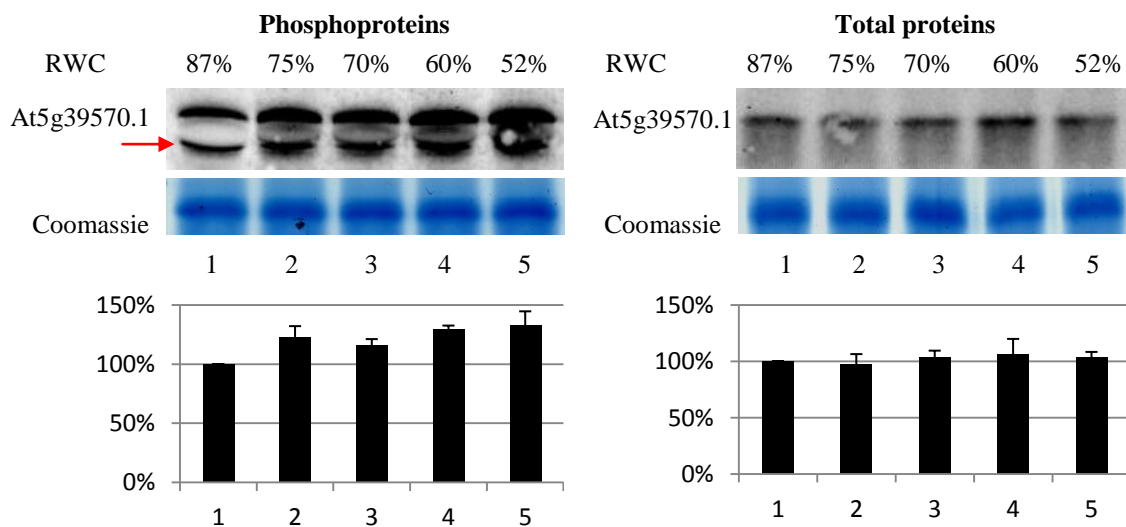 Phosphoproteins
RWC 87% 75% 70% 60% 52%
At5g39570.1
Coomassie
1 2 3 4 5
150%
100%
50%
0%
1 2 3 4 5
Total proteins
RWC 87% 75% 70% 60% 52%
At5g39570.1
Coomassie
1 2 3 4 5
150%
100%
50%
0%
1 2 3 4 5